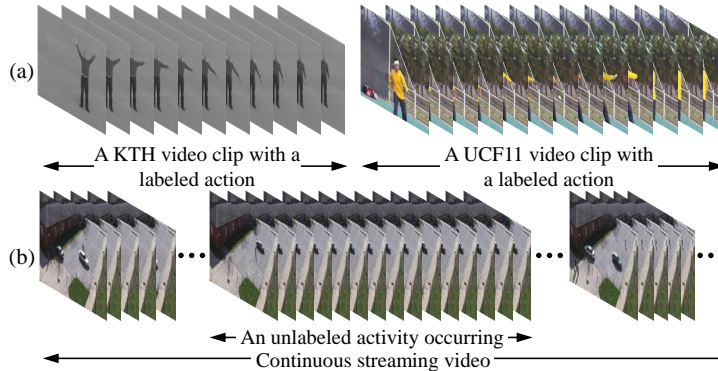 (a)
A KTH video clip with a
labeled action
A UCF11 video clip with
a labeled action
(b)
An unlabeled activity occurring
Continuous streaming video